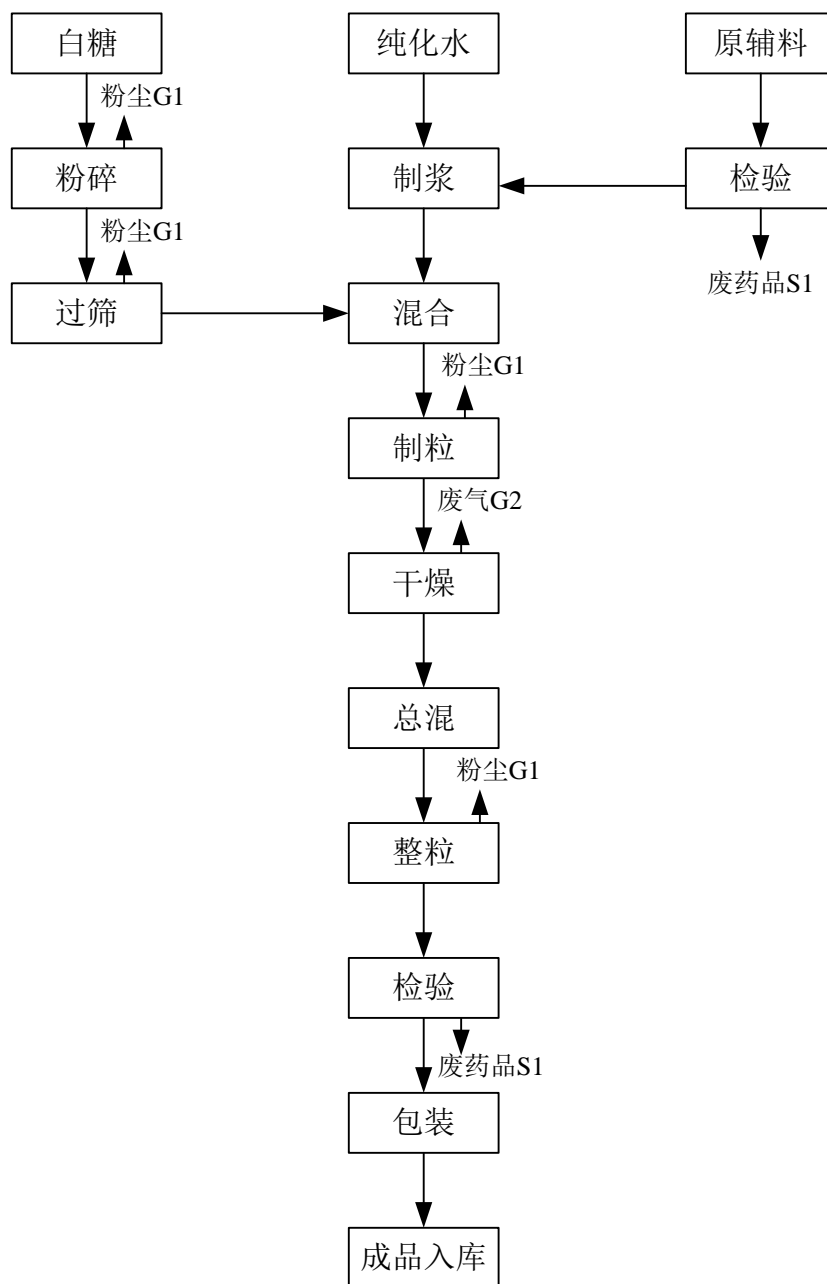 白糖
纯化水
原辅料
粉尘G1
粉碎
制浆
检验
粉尘G1
废药品S1
过筛
混合
粉尘G1
制粒
废气G2
干燥
总混
粉尘G1
整粒
检验
废药品S1
包装
成品入库